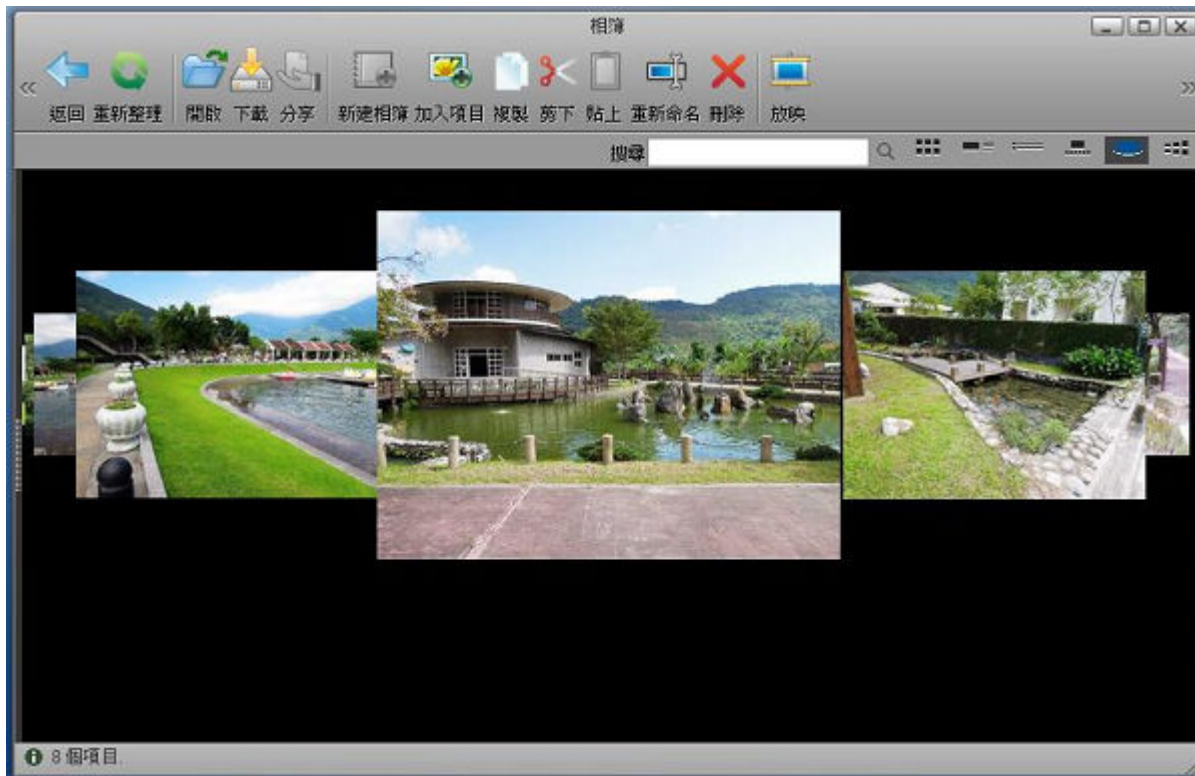 相簿
返回 重新整理 開啟 下載 分享 新建相簿 加入項目 複製 剪下 貼上 重新命名 刪除 放映
搜尋
8 個項目.